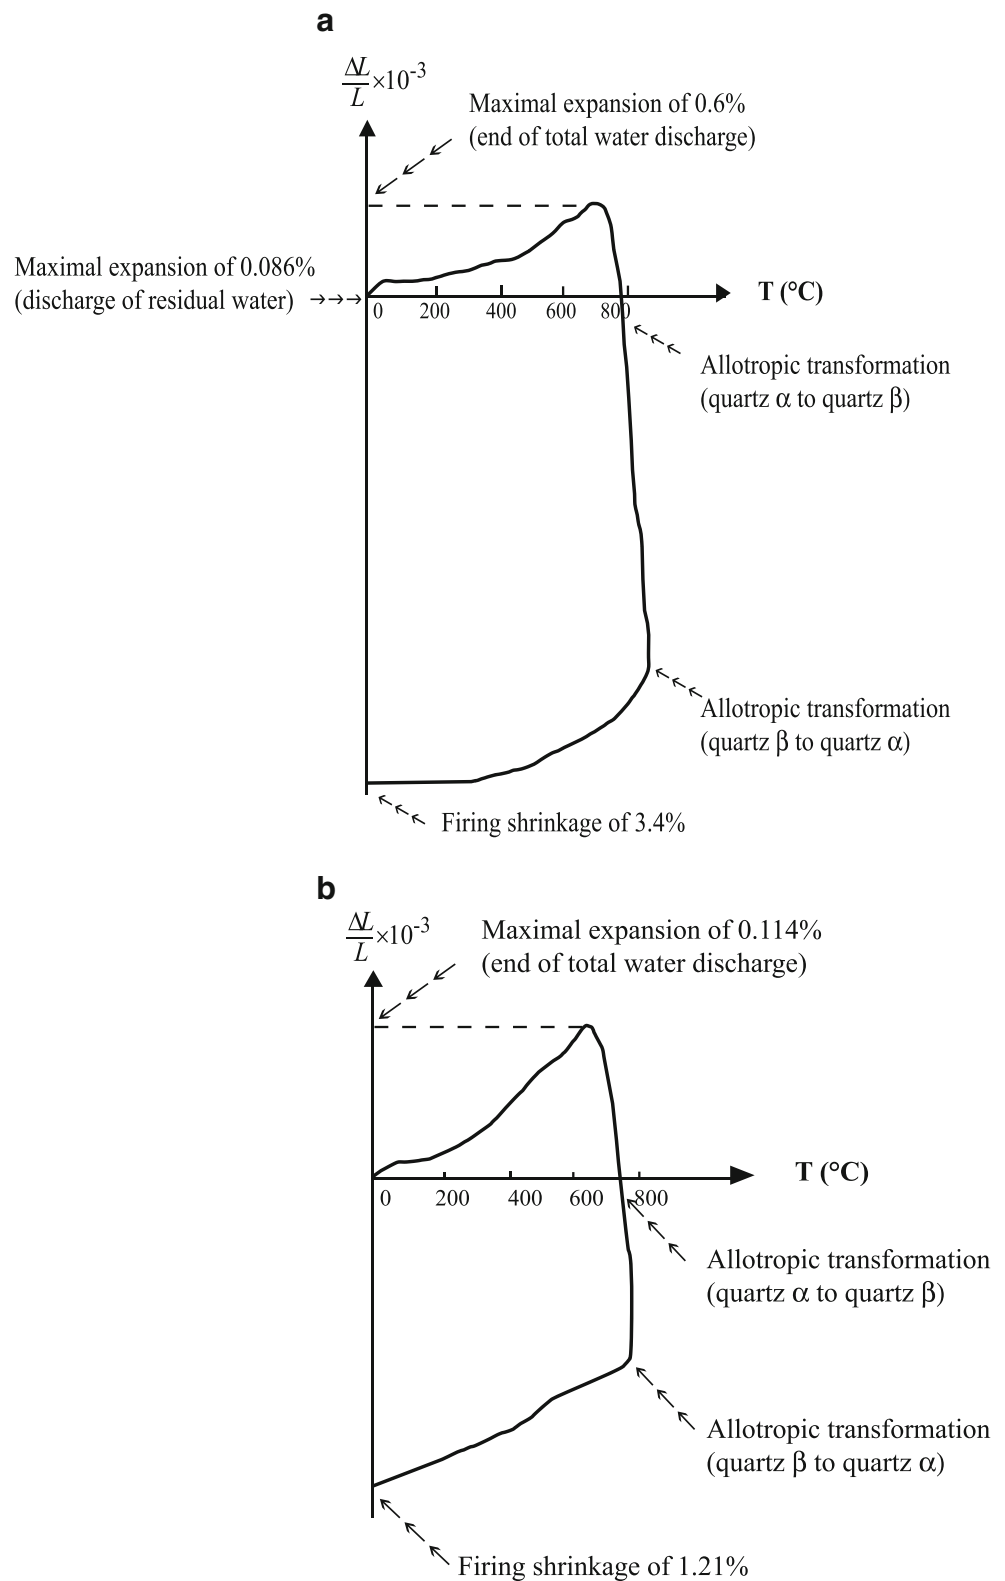 a
ΔL/L ×10⁻³
Maximal expansion of 0.6%
(end of total water discharge)
Maximal expansion of 0.086%
(discharge of residual water)
T (°C)
0 200 400 600 800
Allotropic transformation
(quartz α to quartz β)
Allotropic transformation
(quartz β to quartz α)
Firing shrinkage of 3.4%
b
ΔL/L ×10⁻³
Maximal expansion of 0.114%
(end of total water discharge)
T (°C)
0 200 400 600 800
Allotropic transformation
(quartz α to quartz β)
Allotropic transformation
(quartz β to quartz α)
Firing shrinkage of 1.21%